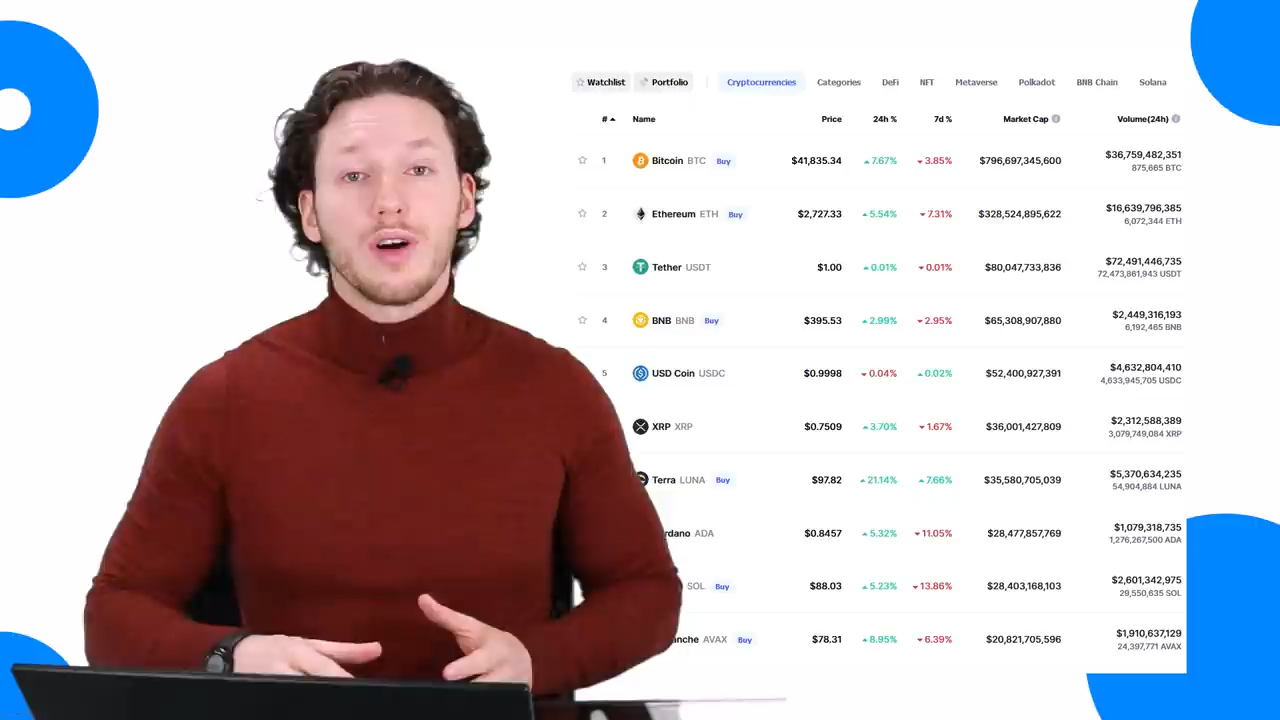 Watchlist Portfolio Cryptocurrencies Categories DeFi NFT Metaverse Polkadot BNB Chain Solana
# Name Price 24h % 7d % Market Cap Volume(24h)
1 Bitcoin BTC Buy $41,835.34 7.67% 3.85% $796,697,345,600 $36,759,482,351
875,665 BTC
2 Ethereum ETH Buy $2,727.33 5.54% 7.31% $328,524,895,622 $16,639,796,385
6,072,344 ETH
3 Tether USDT $1.00 0.01% 0.01% $80,047,733,836 $72,491,446,735
72,473,861,943 USDT
4 BNB BNB Buy $395.53 2.99% 2.95% $65,308,907,880 $2,449,316,193
6,192,465 BNB
5 USD Coin USDC $0.9998 0.04% 0.02% $52,400,927,391 $4,632,804,410
4,633,945,705 USDC
XRP XRP $0.7509 3.70% 1.67% $36,001,427,809 $2,312,588,389
3,079,749,084 XRP
Terra LUNA Buy $97.82 21.14% 7.66% $35,580,705,039 $5,370,634,235
54,904,884 LUNA
rdano ADA $0.8457 5.32% 11.05% $28,477,857,769 $1,079,318,735
1,276,267,500 ADA
SOL Buy $88.03 5.23% 13.86% $28,403,168,103 $2,601,342,975
29,550,635 SOL
anche AVAX Buy $78.31 8.95% 6.39% $20,821,705,596 $1,910,637,129
24,397,771 AVAX